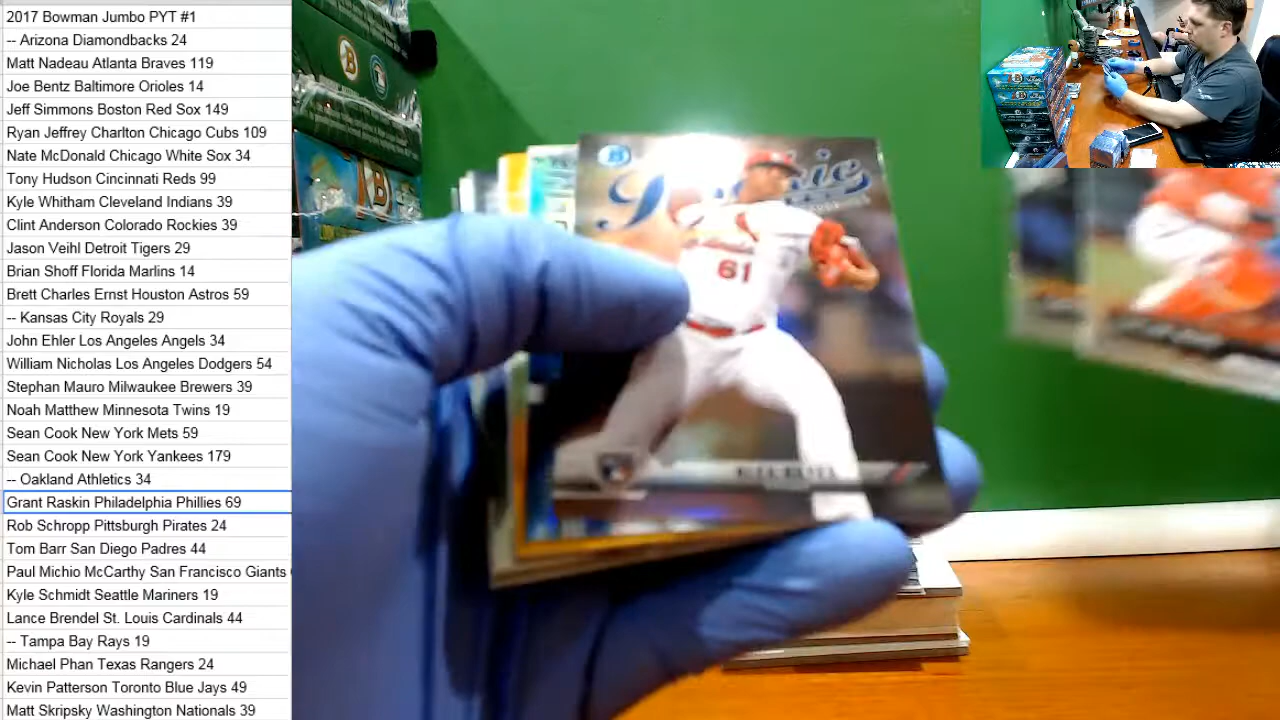 2017 Bowman Jumbo PYT #1
-- Arizona Diamondbacks 24
Matt Nadeau Atlanta Braves 119
Joe Bentz Baltimore Orioles 14
Jeff Simmons Boston Red Sox 149
Ryan Jeffrey Charlton Chicago Cubs 109
Nate McDonald Chicago White Sox 34
Tony Hudson Cincinnati Reds 99
Kyle Whitham Cleveland Indians 39
Clint Anderson Colorado Rockies 39
Jason Veihl Detroit Tigers 29
Brian Shoff Florida Marlins 14
Brett Charles Ernst Houston Astros 59
-- Kansas City Royals 29
John Ehler Los Angeles Angels 34
William Nicholas Los Angeles Dodgers 54
Stephan Mauro Milwaukee Brewers 39
Noah Matthew Minnesota Twins 19
Sean Cook New York Mets 59
Sean Cook New York Yankees 179
-- Oakland Athletics 34
Grant Raskin Philadelphia Phillies 69
Rob Schropp Pittsburgh Pirates 24
Tom Barr San Diego Padres 44
Paul Michio McCarthy San Francisco Giants
Kyle Schmidt Seattle Mariners 19
Lance Brendel St. Louis Cardinals 44
-- Tampa Bay Rays 19
Michael Phan Texas Rangers 24
Kevin Patterson Toronto Blue Jays 49
Matt Skripsky Washington Nationals 39
61